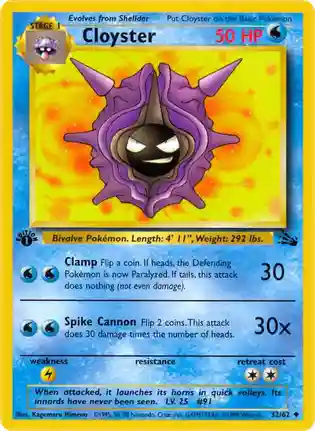 Evolves from Shellder Put Cloyster on the Basic Pokémon
STAGE 1
Cloyster 50 HP
Edition
1
Bivalve Pokémon. Length: 4' 11", Weight: 292 lbs.
Clamp Flip a coin. If heads, the Defending
Pokémon is now Paralyzed. If tails, this attack
does nothing (not even damage).
30
Spike Cannon Flip 2 coins. This attack
does 30 damage times the number of heads.
30x
weakness resistance retreat cost
When attacked, it launches its horns in quick volleys. Its
innards have never been seen. LV. 25 #91
Illus. Kagemaru Himeno
32/62